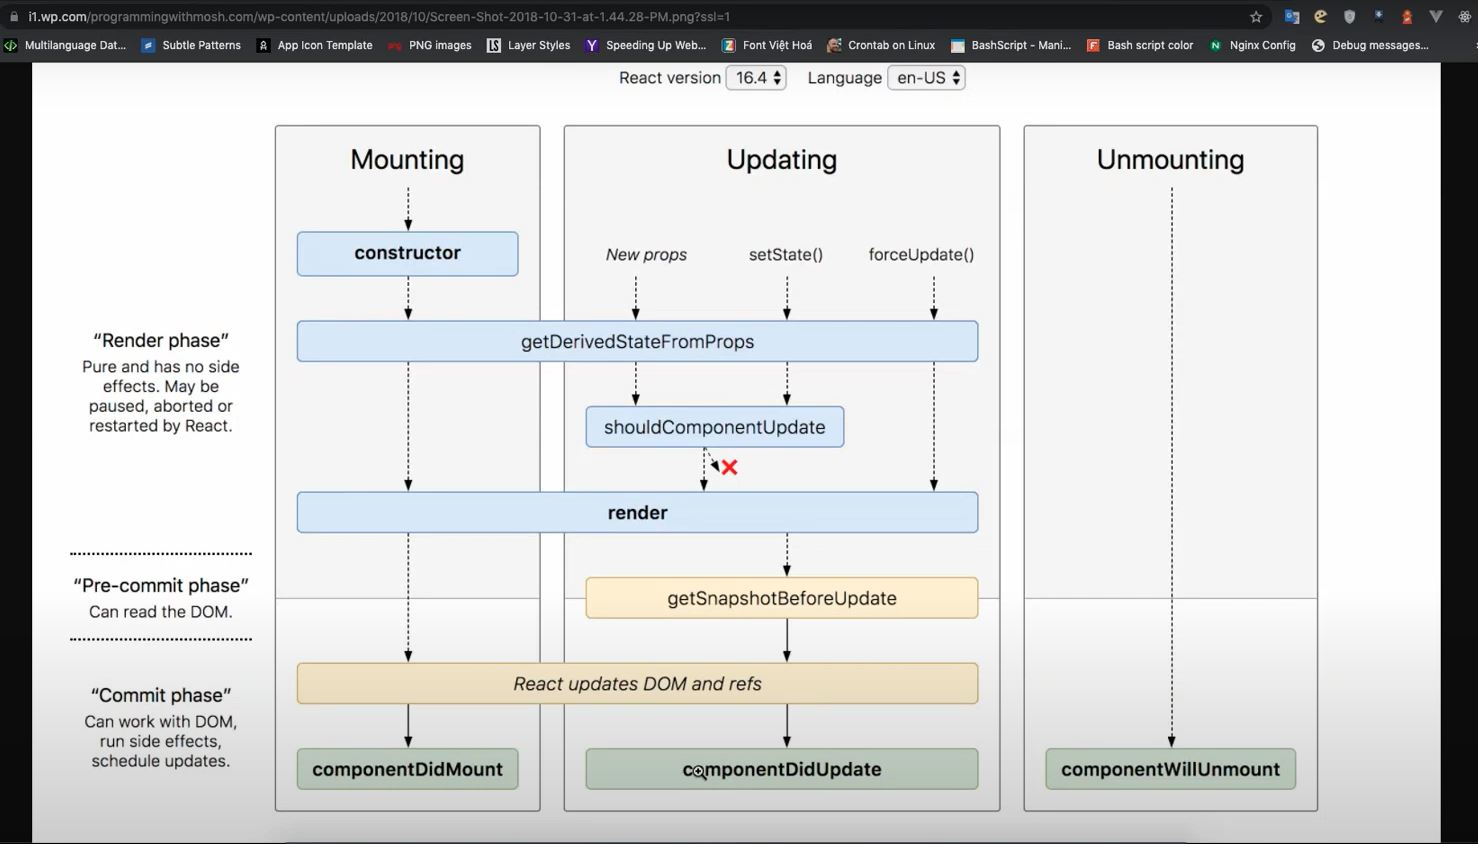 i1.wp.com/programmingwithmosh.com/wp-content/uploads/2018/10/Screen-Shot-2018-10-31-at-1.44.28-PM.png?ssl=1
Multilanguage Dat... Subtle Patterns App Icon Template PNG images Layer Styles Speeding Up Web... Font Việt Hoá Crontab on Linux BashScript - Mani... Bash script color Nginx Config Debug messages...
React version 16.4 Language en-US
Mounting
Updating
Unmounting
constructor
New props setState() forceUpdate()
“Render phase”
Pure and has no side
effects. May be
paused, aborted or
restarted by React.
getDerivedStateFromProps
shouldComponentUpdate
render
“Pre-commit phase”
Can read the DOM.
getSnapshotBeforeUpdate
“Commit phase”
Can work with DOM,
run side effects,
schedule updates.
React updates DOM and refs
componentDidMount
componentDidUpdate
componentWillUnmount